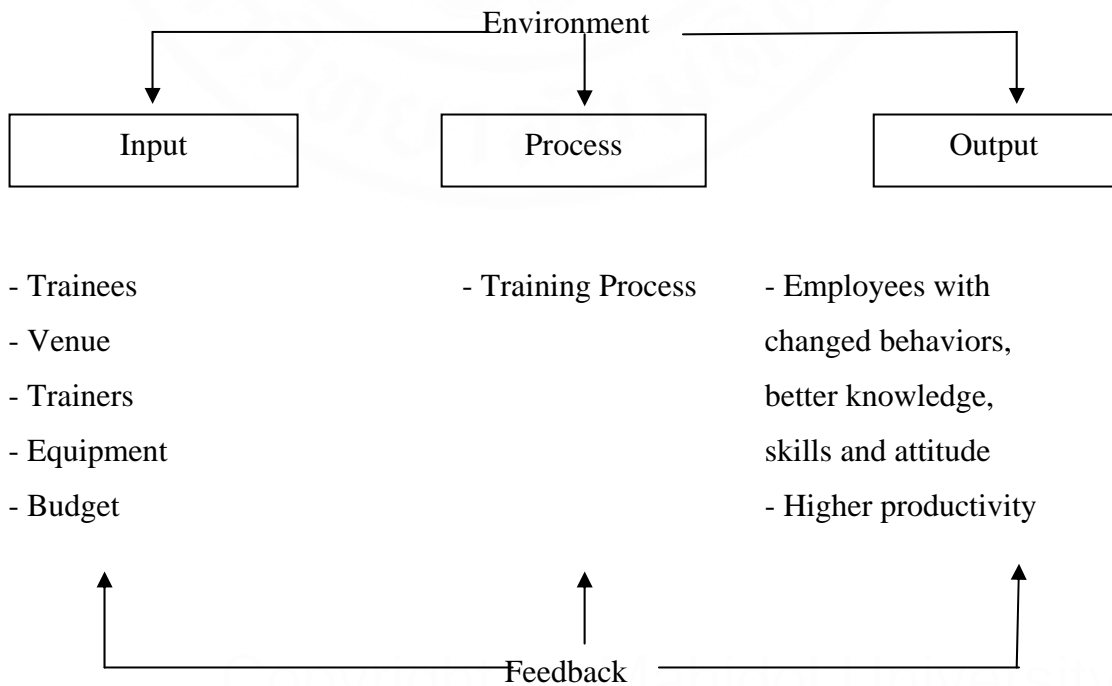 Environment
Input
Process
Output
- Trainees
- Venue
- Trainers
- Equipment
- Budget
- Training Process
- Employees with
changed behaviors,
better knowledge,
skills and attitude
- Higher productivity
Feedback